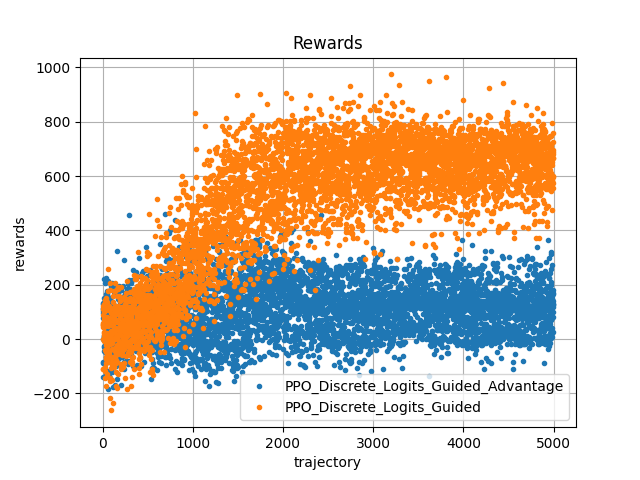 Rewards
1000
800
600
400
200
0
−200
rewards
0
1000
2000
3000
4000
5000
trajectory
PPO_Discrete_Logits_Guided_Advantage
PPO_Discrete_Logits_Guided